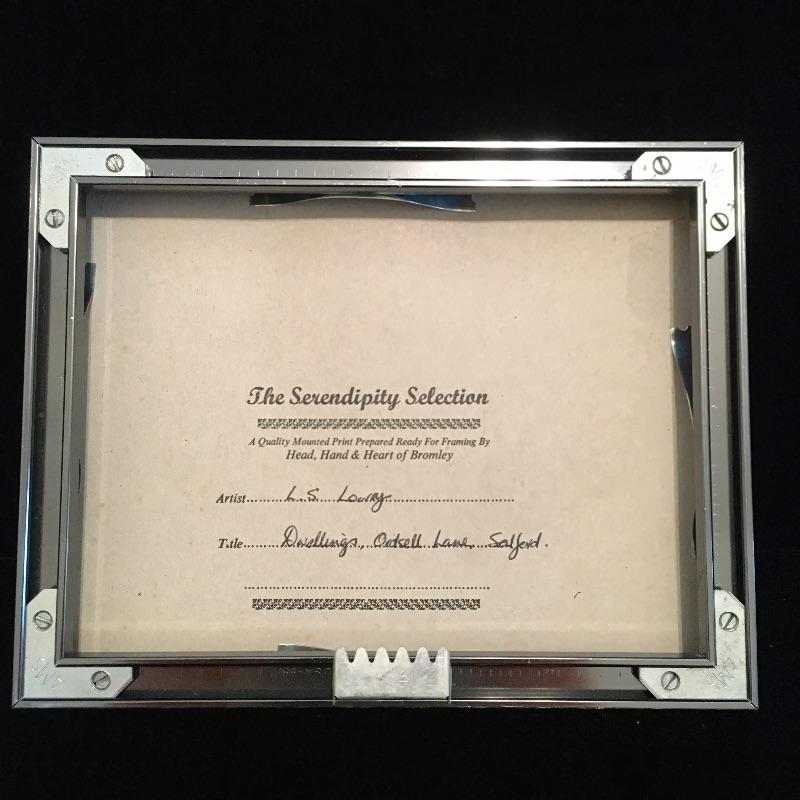 The Serendipity Selection
A Quality Mounted Print Prepared Ready For Framing By
Head, Hand & Heart of Bromley
Artist......L.S. Lowry......
Title......Dwellings, Ordsell Lane, Salford.